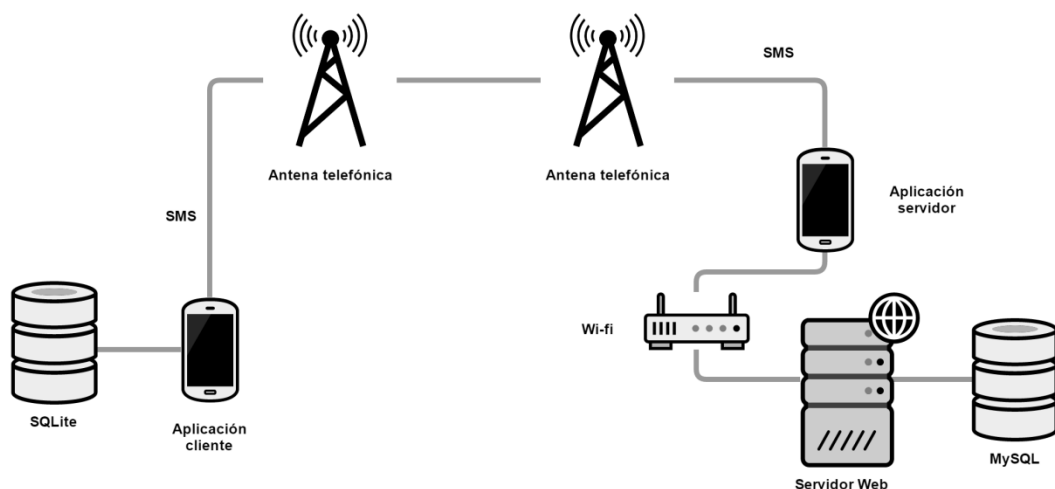 SMS
Antena telefónica
Antena telefónica
SMS
Aplicación
servidor
SQLite
Aplicación
cliente
Wi-fi
Servidor Web
MySQL